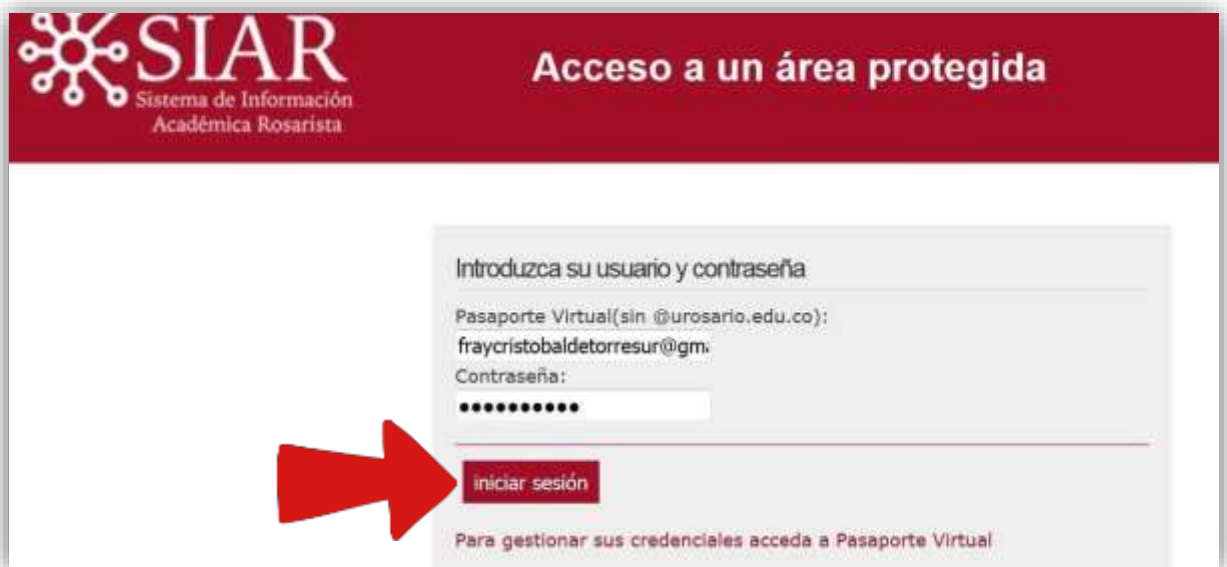 SIAR
Sistema de Información
Académica Rosarista
Acceso a un área protegida
Introduzca su usuario y contraseña
Pasaporte Virtual(sin @urosario.edu.co):
fraycristobaldetorresur@gm
Contraseña:
••••••••••
iniciar sesión
Para gestionar sus credenciales acceda a Pasaporte Virtual